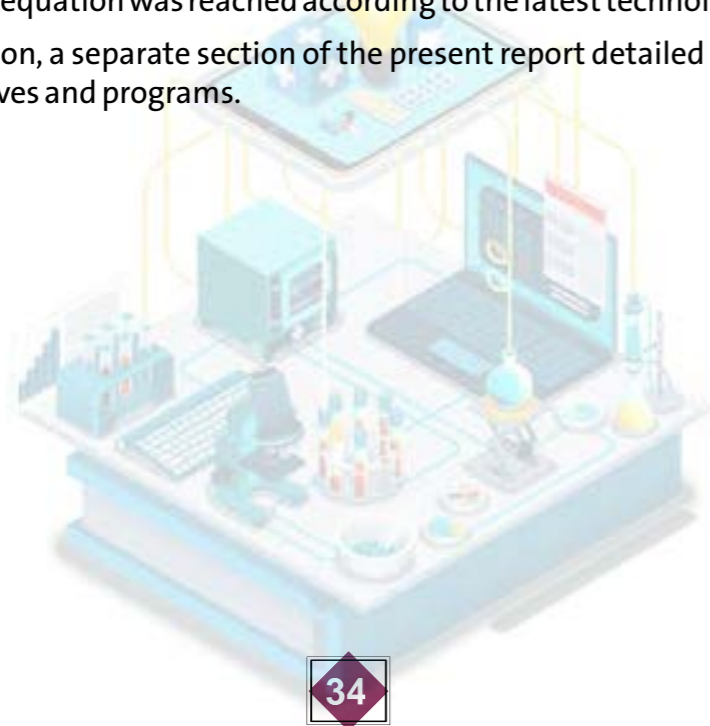 equation was reached according to the latest technol
on, a separate section of the present report detailed
ves and programs.
34